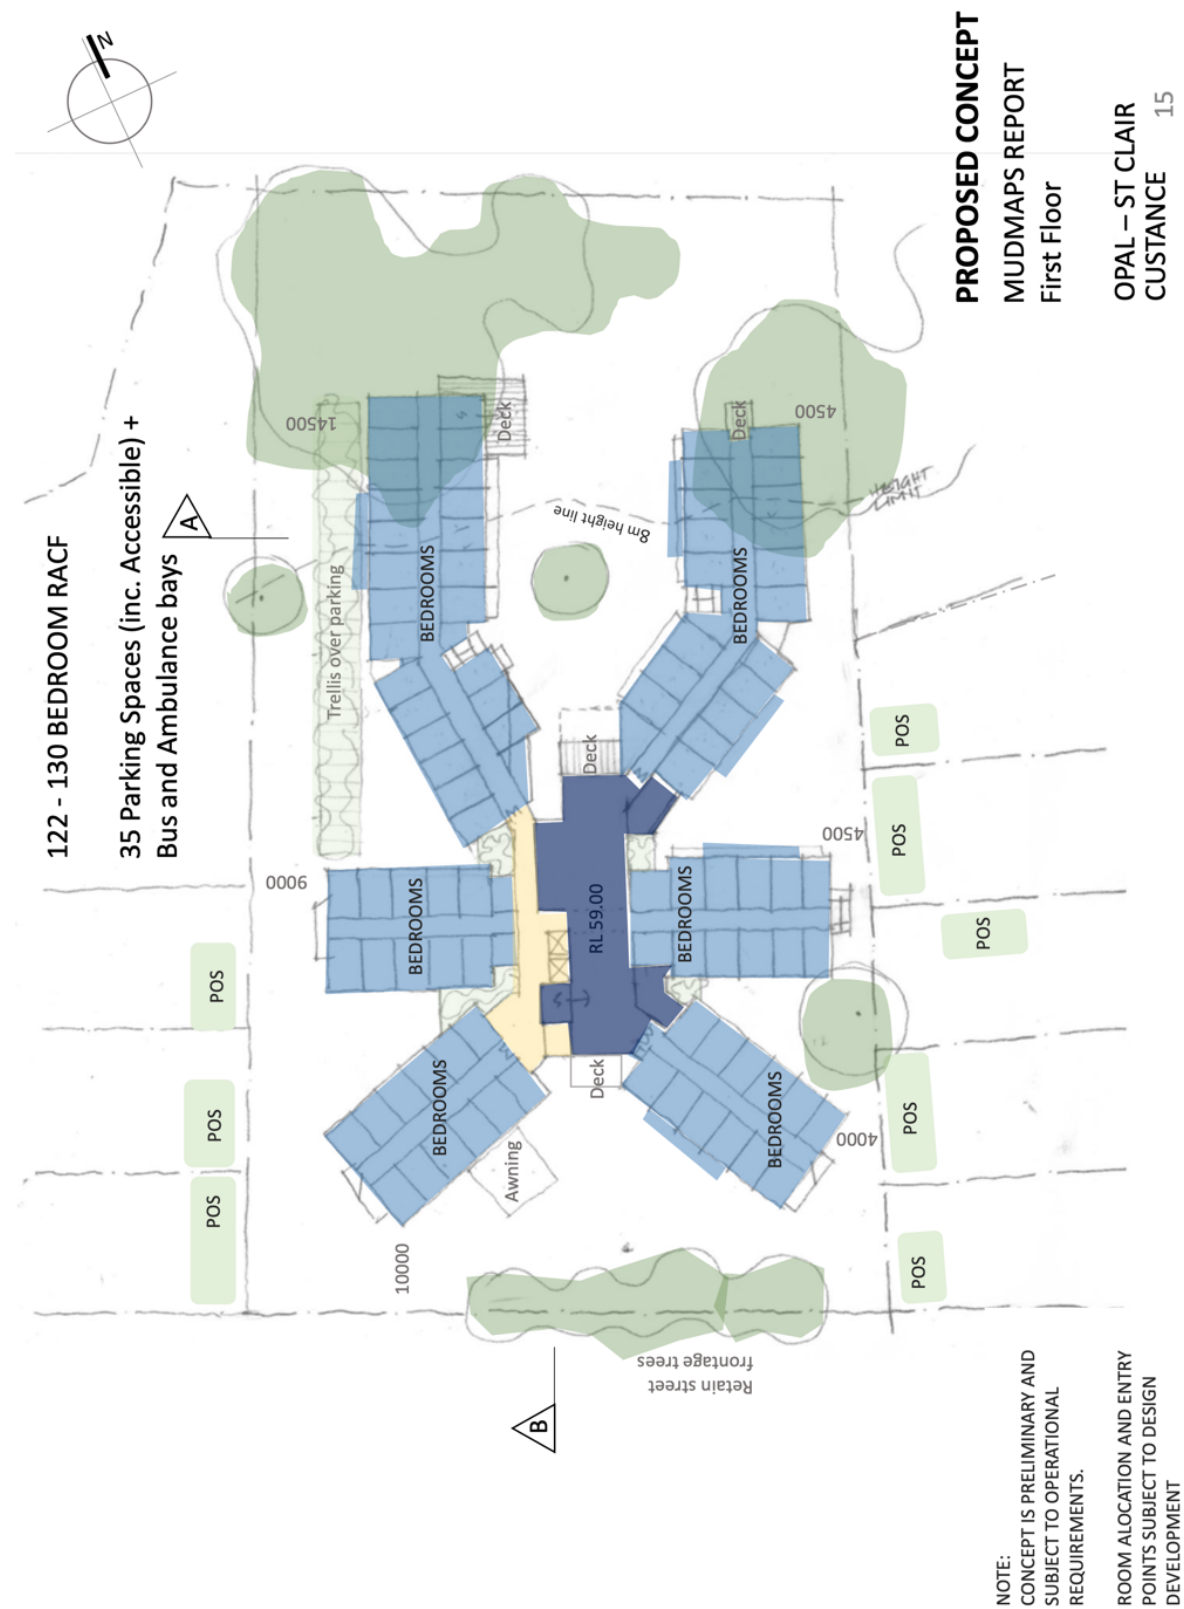 122 - 130 BEDROOM RACF
35 Parking Spaces (inc. Accessible) +
Bus and Ambulance bays
N
A
B
POS
POS
POS
10000
9000
14500
Trellis over parking
BEDROOMS
BEDROOMS
BEDROOMS
Awning
Deck
Deck
Deck
8m height line
RL 59.00
Retain street
frontage trees
BEDROOMS
BEDROOMS
BEDROOMS
Deck
4000
4500
4500
HEIGHT
LIMIT
POS
POS
POS
POS
POS
NOTE:
CONCEPT IS PRELIMINARY AND
SUBJECT TO OPERATIONAL
REQUIREMENTS.
ROOM ALOCATION AND ENTRY
POINTS SUBJECT TO DESIGN
DEVELOPMENT
PROPOSED CONCEPT
MUDMAPS REPORT
First Floor
OPAL – ST CLAIR
CUSTANCE
15